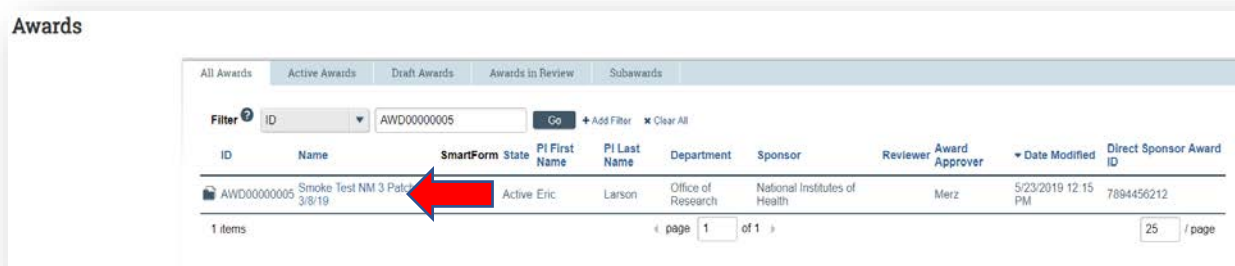 Awards
All Awards Active Awards Draft Awards Awards in Review Subawards
Filter ? ID AWD00000005 Go + Add Filter x Clear All
ID Name SmartForm State PI First Name PI Last Name Department Sponsor Reviewer Award Approver Date Modified Direct Sponsor Award ID
AWD00000005 Smoke Test NM 3 3/8/19 Active Eric Larson Office of Research National Institutes of Health Merz 5/23/2019 12:15 PM 7894456212
1 items page 1 of 1 25 / page